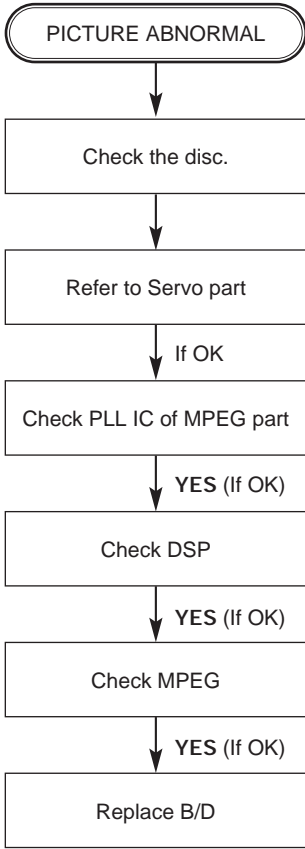 PICTURE ABNORMAL
Check the disc.
Refer to Servo part
If OK
Check PLL IC of MPEG part
YES (If OK)
Check DSP
YES (If OK)
Check MPEG
YES (If OK)
Replace B/D